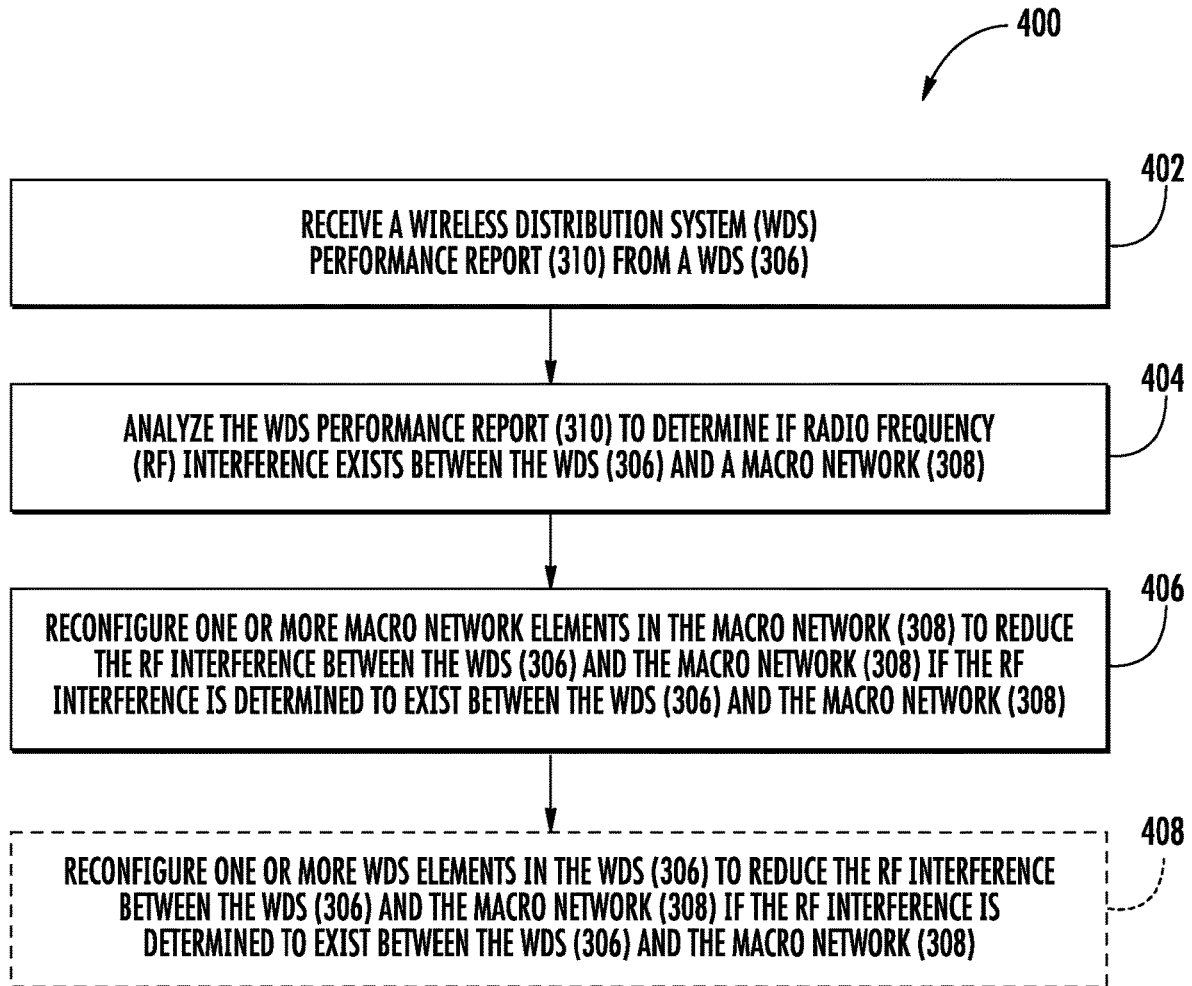 400
402
RECEIVE A WIRELESS DISTRIBUTION SYSTEM (WDS)
PERFORMANCE REPORT (310) FROM A WDS (306)
404
ANALYZE THE WDS PERFORMANCE REPORT (310) TO DETERMINE IF RADIO FREQUENCY
(RF) INTERFERENCE EXISTS BETWEEN THE WDS (306) AND A MACRO NETWORK (308)
406
RECONFIGURE ONE OR MORE MACRO NETWORK ELEMENTS IN THE MACRO NETWORK (308) TO REDUCE
THE RF INTERFERENCE BETWEEN THE WDS (306) AND THE MACRO NETWORK (308) IF THE RF
INTERFERENCE IS DETERMINED TO EXIST BETWEEN THE WDS (306) AND THE MACRO NETWORK (308)
408
RECONFIGURE ONE OR MORE WDS ELEMENTS IN THE WDS (306) TO REDUCE THE RF INTERFERENCE
BETWEEN THE WDS (306) AND THE MACRO NETWORK (308) IF THE RF INTERFERENCE IS
DETERMINED TO EXIST BETWEEN THE WDS (306) AND THE MACRO NETWORK (308)